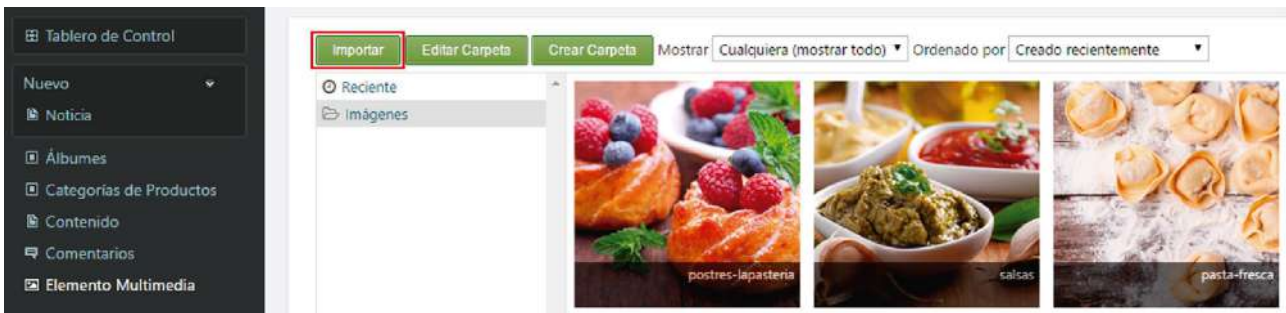 Tablero de Control
Nuevo
Noticia
Álbumes
Categorías de Productos
Contenido
Comentarios
Elemento Multimedia
Importar Editar Carpeta Crear Carpeta Mostrar Cualquiera (mostrar todo) Ordenado por Creado recientemente
Reciente
Imágenes
postres-lapasteria salsas pasta-fresca